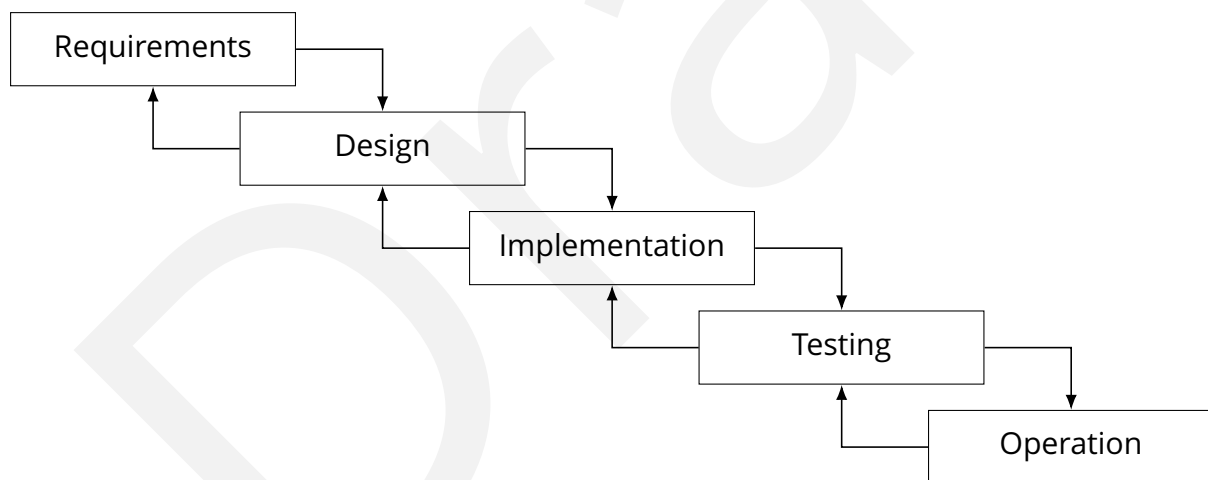 Requirements
Design
Implementation
Testing
Operation